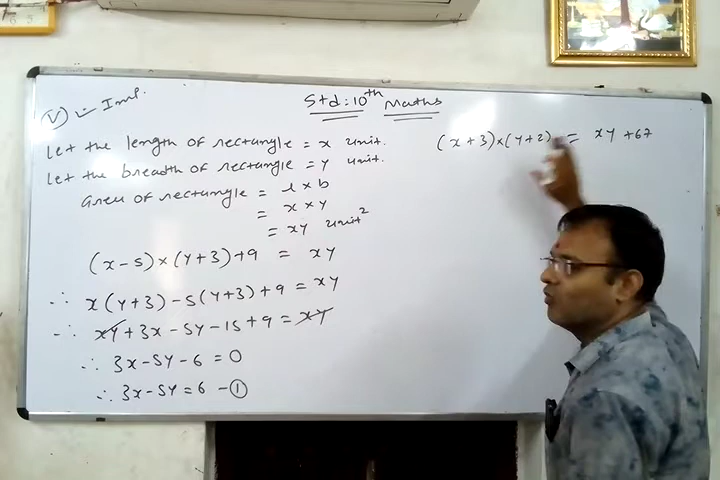 Std: 10th Maths
(V) Imp.
Let the length of rectangle = x unit.
Let the breadth of rectangle = y unit.
Area of rectangle = l × b
= x × y
= xy unit²
(x-5)×(y+3)+9 = xy
∴ x(y+3)-5(y+3)+9 = xy
∴ xy+3x-5y-15+9 = xy
∴ 3x-5y-6 = 0
∴ 3x-5y = 6 -①
(x+3)×(y+2) = xy+67